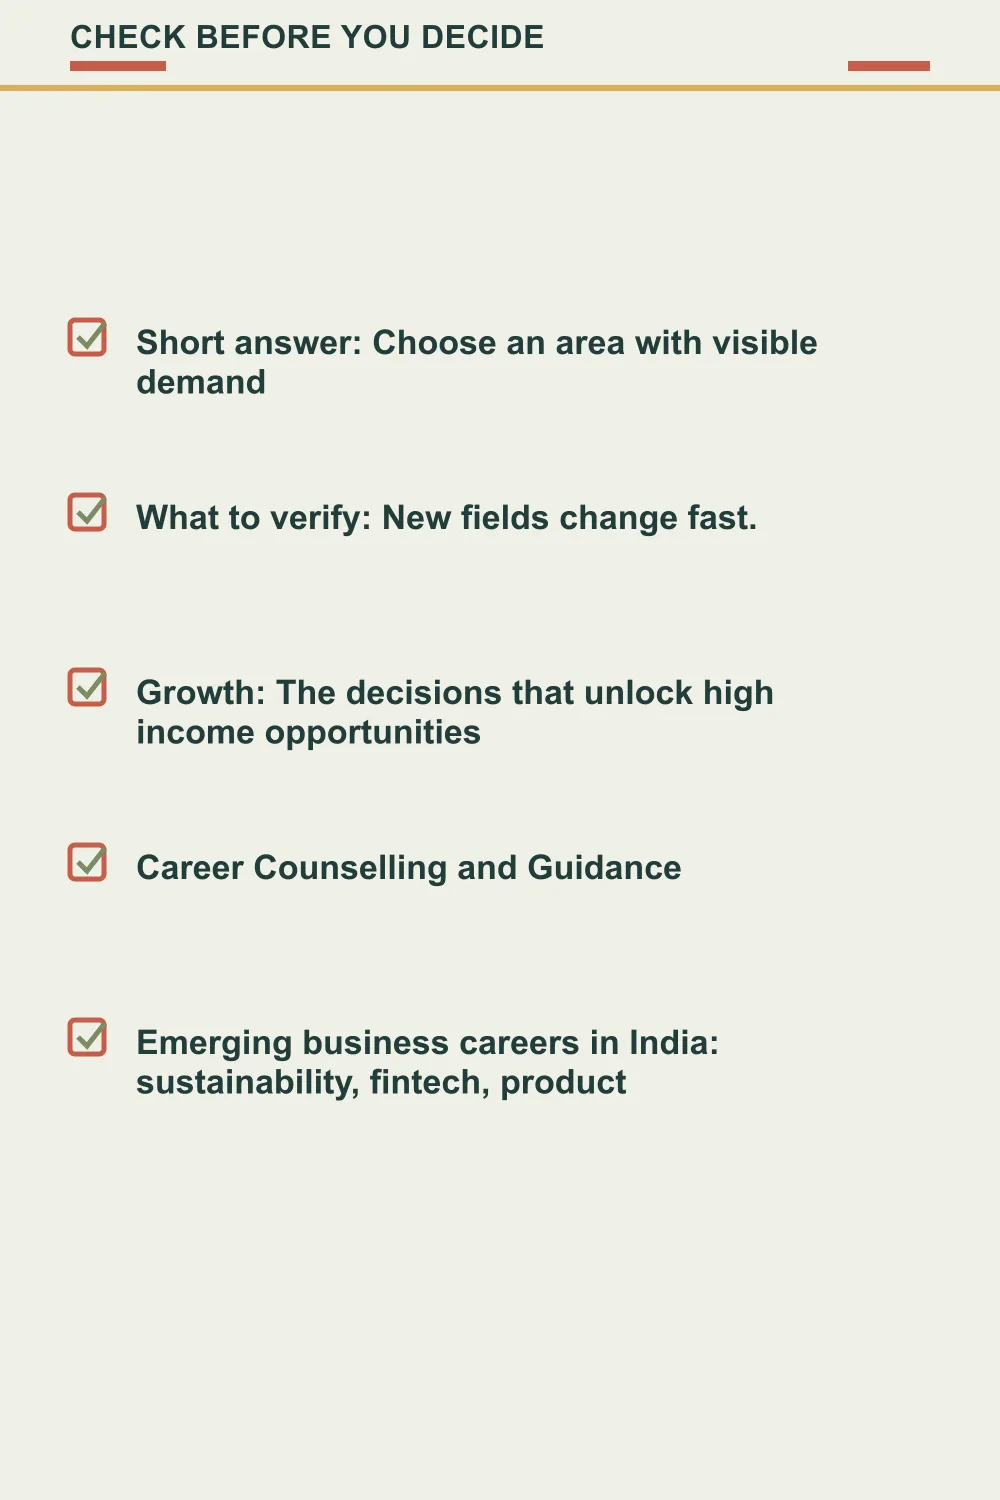 CHECK BEFORE YOU DECIDE
Short answer: Choose an area with visible
demand
What to verify: New fields change fast.
Growth: The decisions that unlock high
income opportunities
Career Counselling and Guidance
Emerging business careers in India:
sustainability, fintech, product